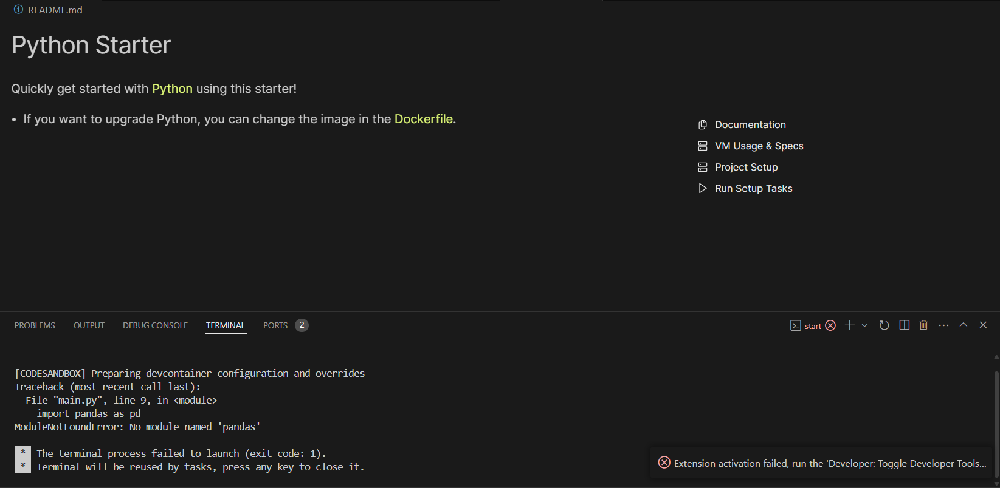 README.md
Python Starter
Quickly get started with Python using this starter!
• If you want to upgrade Python, you can change the image in the Dockerfile.
Documentation
VM Usage & Specs
Project Setup
Run Setup Tasks
PROBLEMS OUTPUT DEBUG CONSOLE TERMINAL PORTS 2
start
[CODESANDBOX] Preparing devcontainer configuration and overrides
Traceback (most recent call last):
  File "main.py", line 9, in <module>
    import pandas as pd
ModuleNotFoundError: No module named 'pandas'
* The terminal process failed to launch (exit code: 1).
* Terminal will be reused by tasks, press any key to close it.
Extension activation failed, run the 'Developer: Toggle Developer Tools...